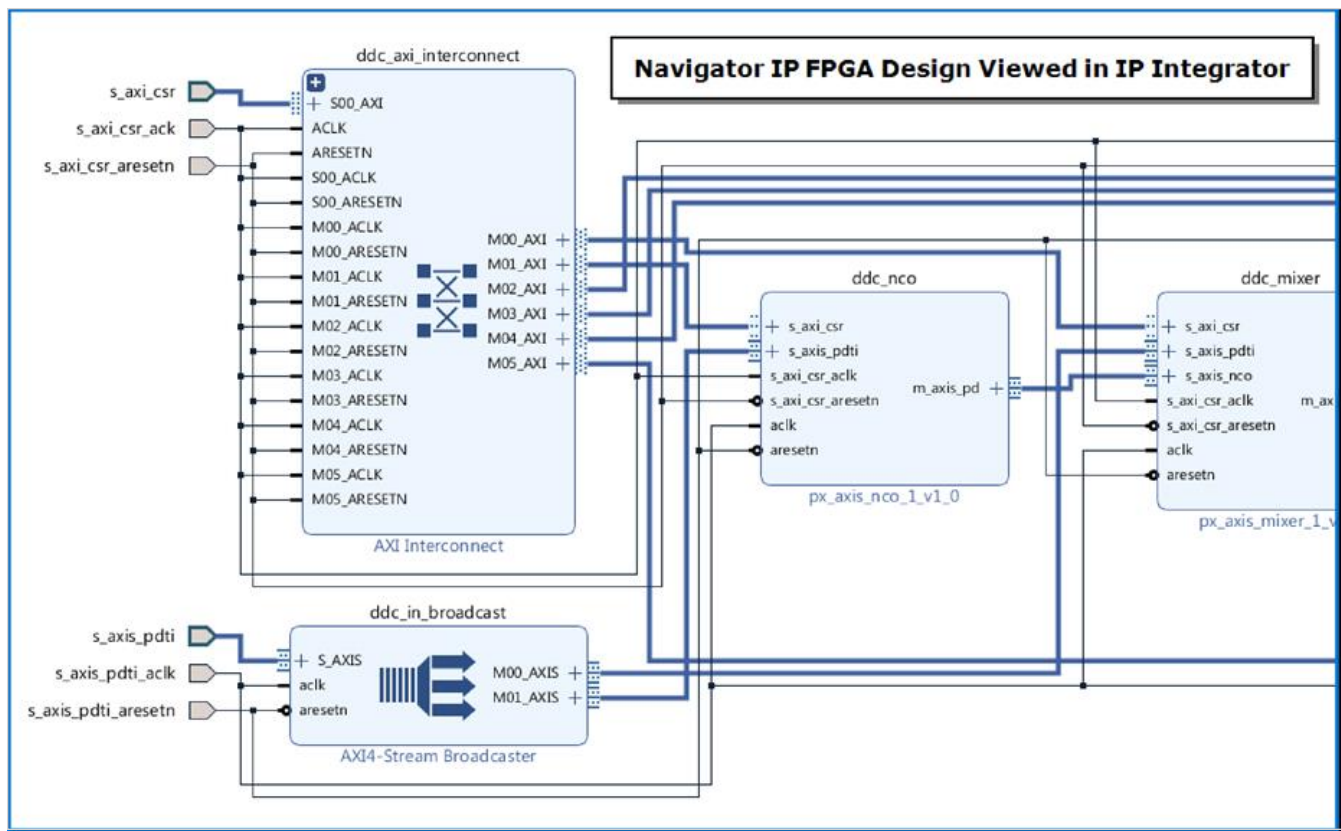 Navigator IP FPGA Design Viewed in IP Integrator
ddc_axi_interconnect
s_axi_csr
s_axi_csr_ack
s_axi_csr_aresetn
S00_AXI
ACLK
ARESETN
S00_ACLK
S00_ARESETN
M00_ACLK
M00_ARESETN
M01_ACLK
M01_ARESETN
M02_ACLK
M02_ARESETN
M03_ACLK
M03_ARESETN
M04_ACLK
M04_ARESETN
M05_ACLK
M05_ARESETN
M00_AXI
M01_AXI
M02_AXI
M03_AXI
M04_AXI
M05_AXI
AXI Interconnect
ddc_nco
s_axi_csr
s_axis_pdti
s_axi_csr_aclk
s_axi_csr_aresetn
aclk
aresetn
m_axis_pd
px_axis_nco_1_v1_0
ddc_mixer
s_axi_csr
s_axis_pdti
s_axis_nco
s_axi_csr_aclk
s_axi_csr_aresetn
aclk
aresetn
m_ax
px_axis_mixer_1_v
ddc_in_broadcast
s_axis_pdti
s_axis_pdti_aclk
s_axis_pdti_aresetn
S_AXIS
aclk
aresetn
M00_AXIS
M01_AXIS
AXI4-Stream Broadcaster